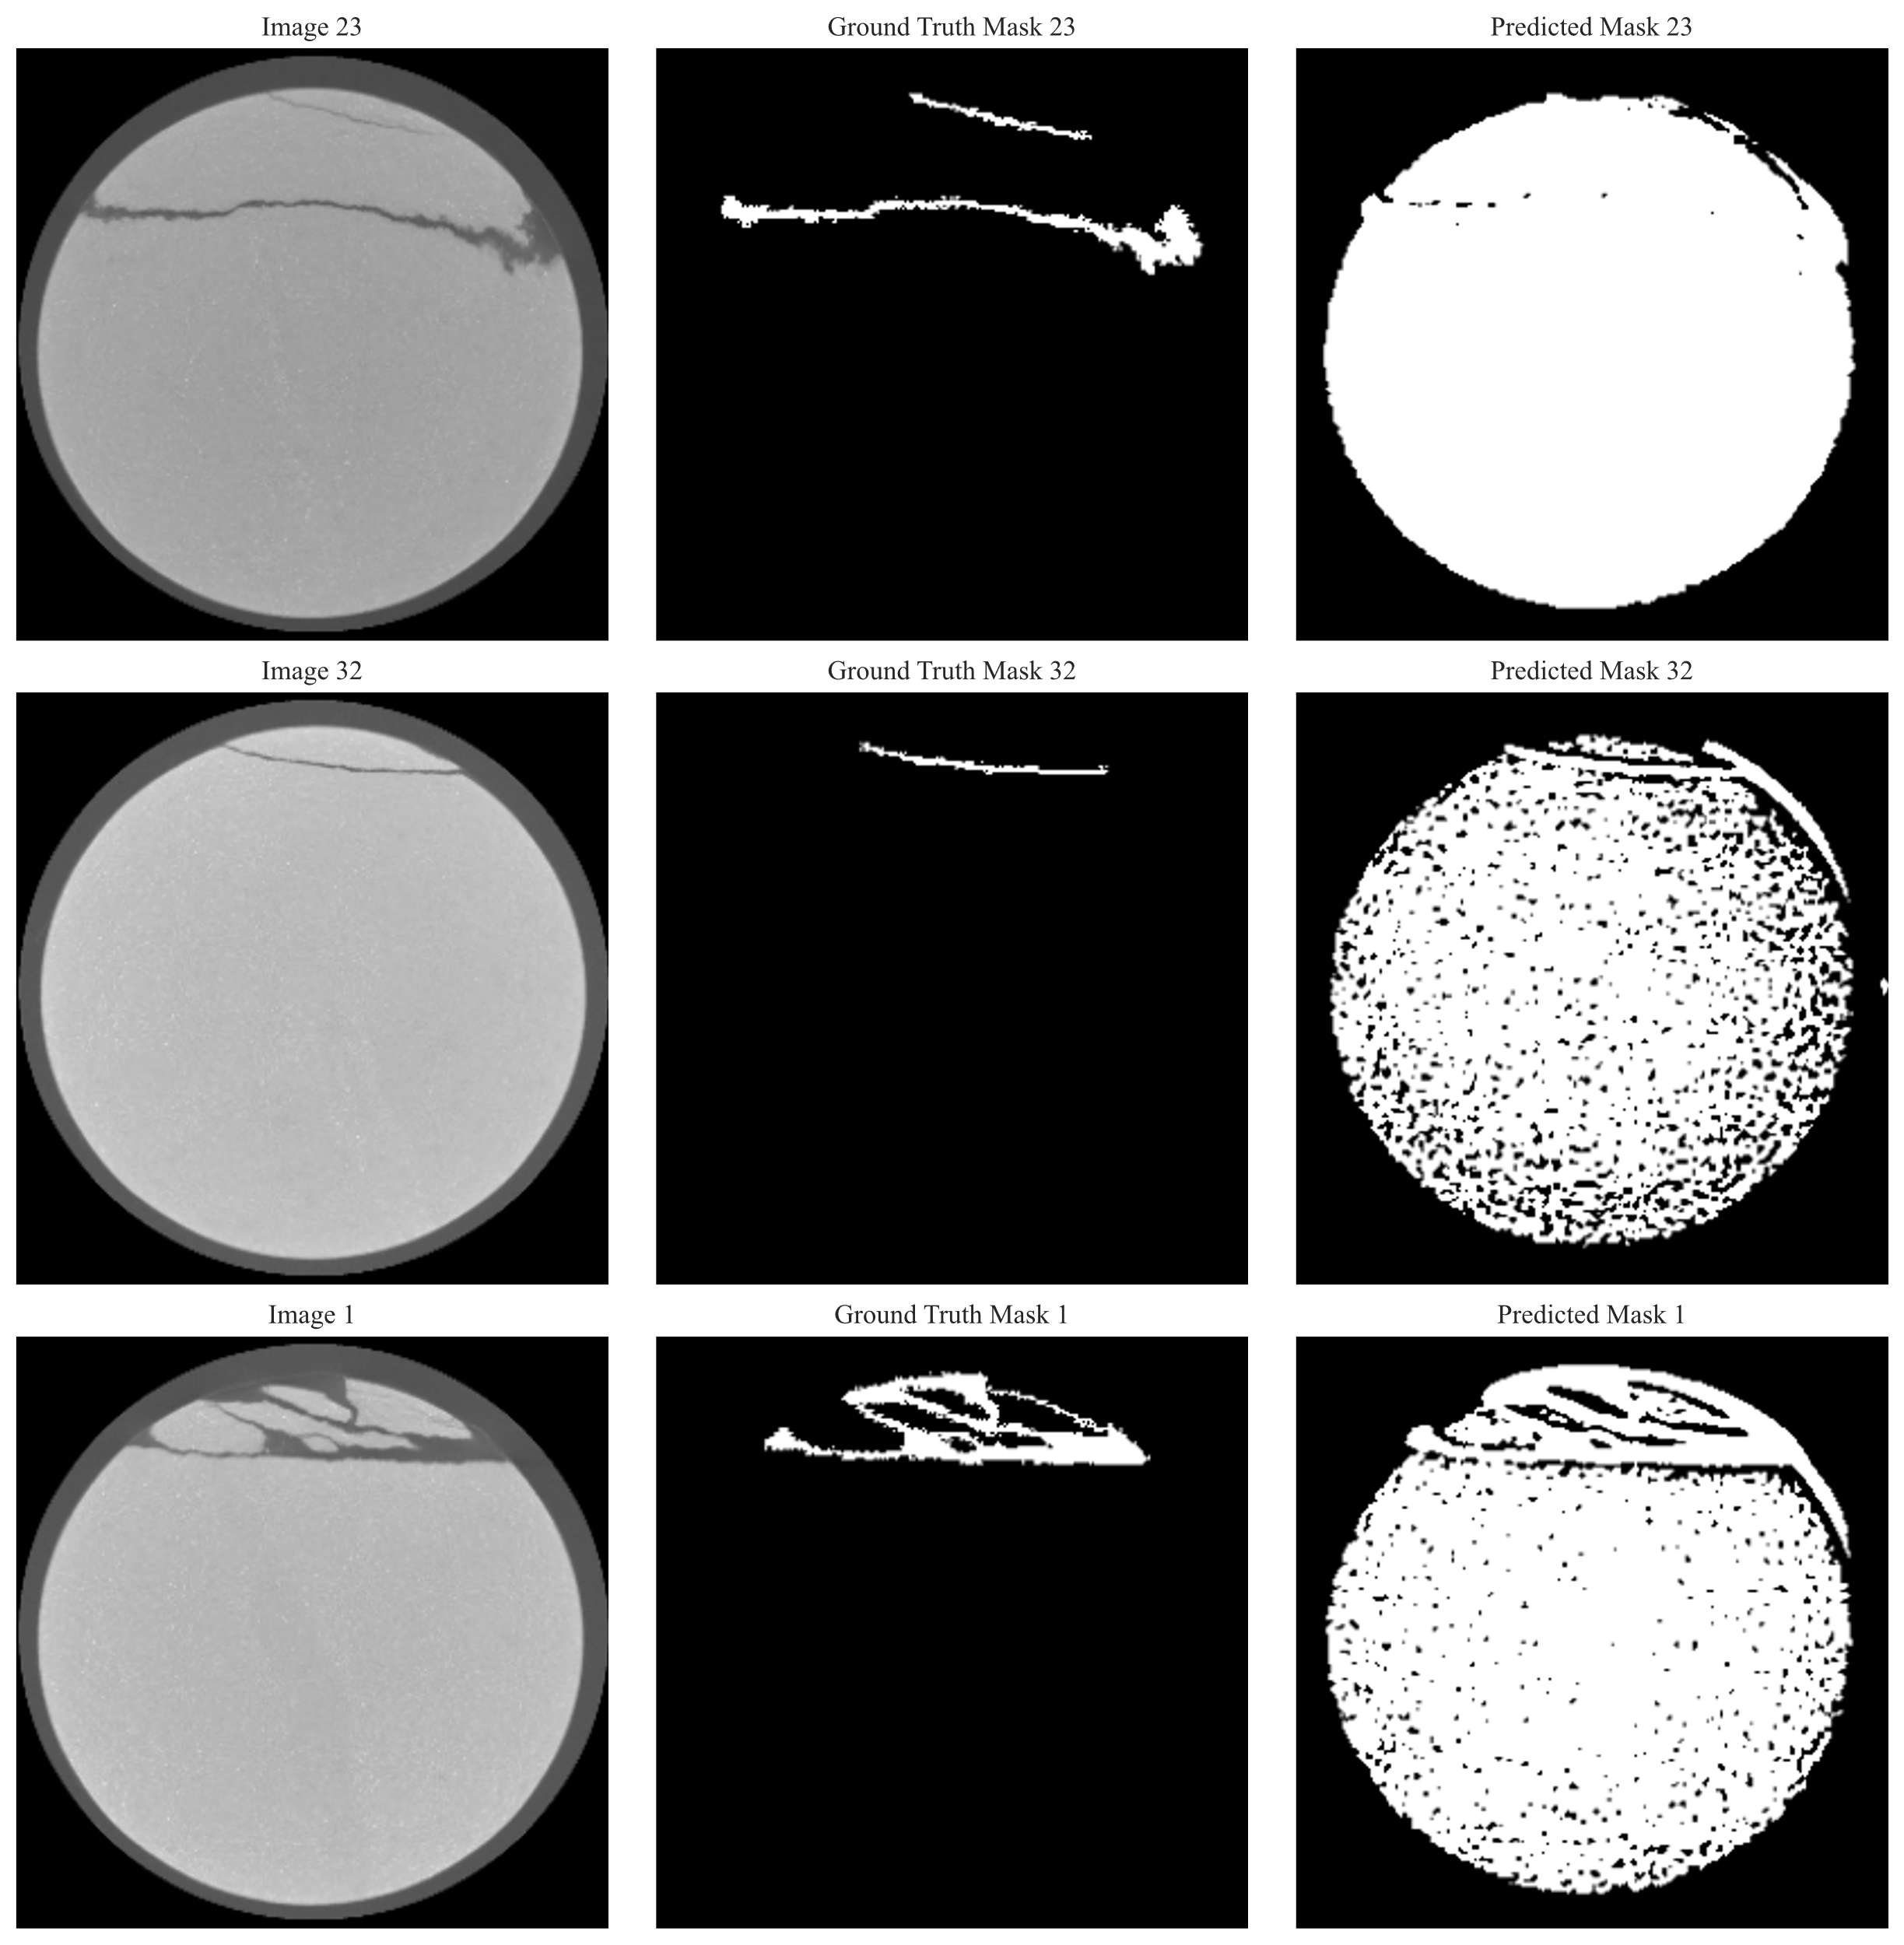 Image 23
Ground Truth Mask 23
Predicted Mask 23
Image 32
Ground Truth Mask 32
Predicted Mask 32
Image 1
Ground Truth Mask 1
Predicted Mask 1